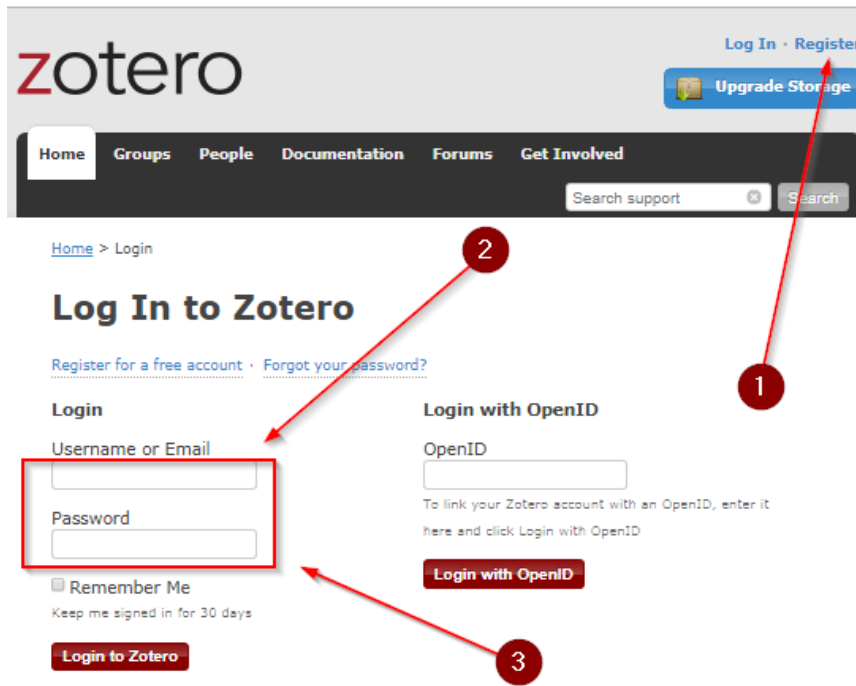 zotero
Log In · Register
Upgrade Storage
Home Groups People Documentation Forums Get Involved
Search support Search
Home > Login
2
Log In to Zotero
Register for a free account · Forgot your password?
1
Login
Login with OpenID
Username or Email
OpenID
To link your Zotero account with an OpenID, enter it
here and click Login with OpenID
Password
Login with OpenID
Remember Me
Keep me signed in for 30 days
Login to Zotero
3